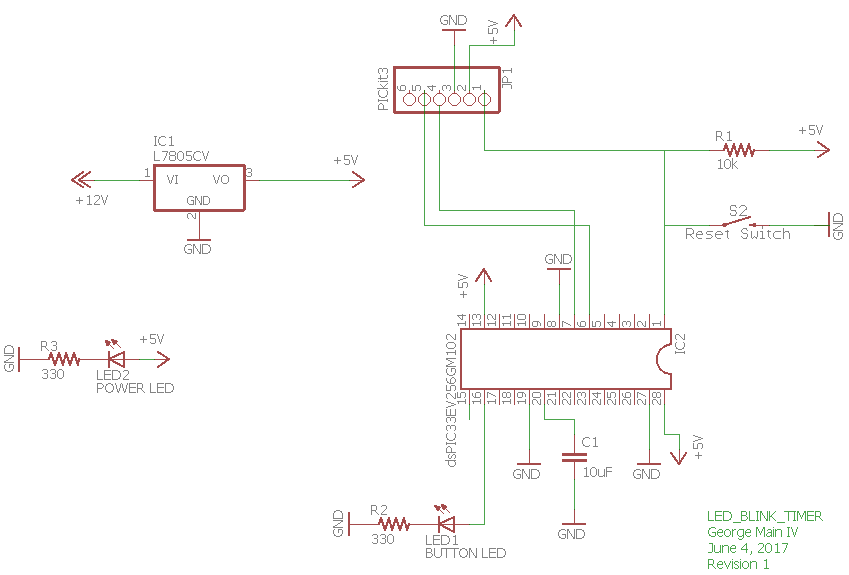 GND
+5V
PICkit3
6 5 4 3 2 1
JP1
IC1
L7805CV
1 VI VO 3
GND
2
+12V
+5V
GND
R1
10k
+5V
S2
Reset Switch
GND
+5V
GND
14 13 12 11 10 9 8 7 6 5 4 3 2 1
IC2
dsPIC33EV256GM102
15 16 17 18 19 20 21 22 23 24 25 26 27 28
GND
R3
330
LED2
POWER LED
+5V
GND
C1
10uF
GND
GND
+5V
GND
R2
330
LED1
BUTTON LED
LED_BLINK_TIMER
George Main IV
June 4, 2017
Revision 1